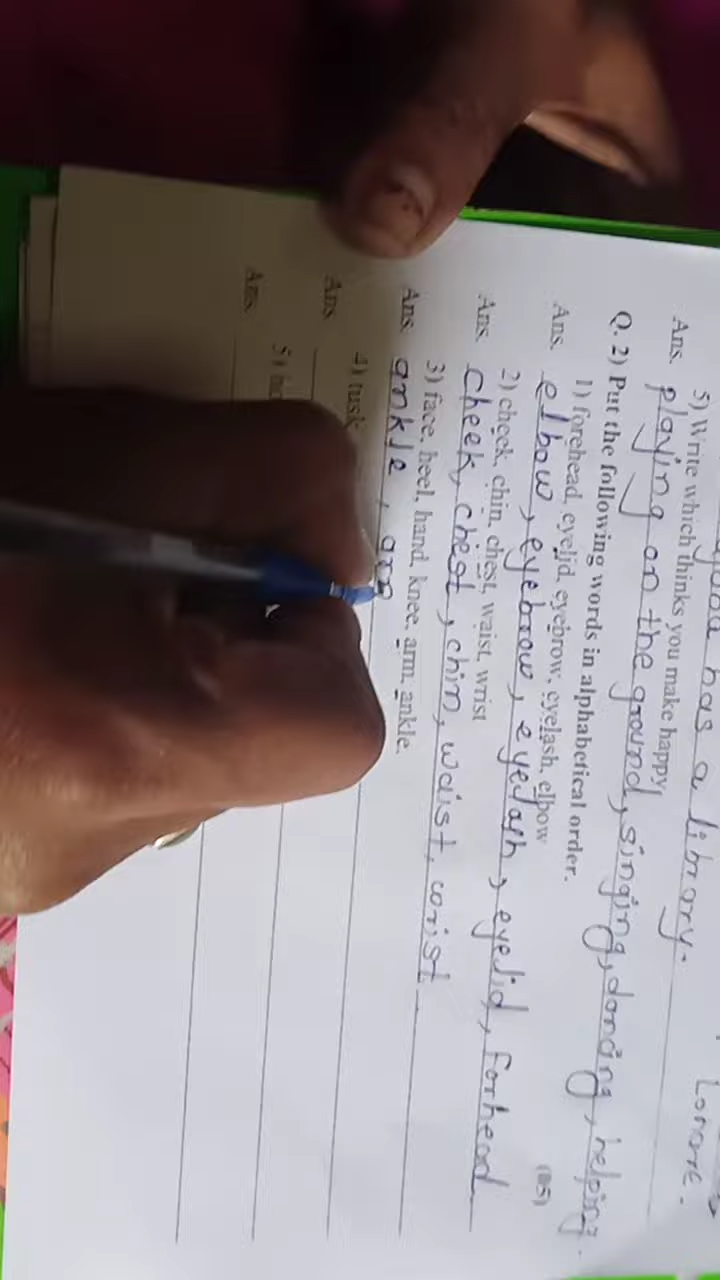 has a library.
Lonare.
5) Write which thinks you make happy
Ans. playing on the ground, singing, dancing, helping.
Q. 2) Put the following words in alphabetical order. (05)
1) forehead, eyelid, eyebrow, eyelash, elbow
Ans. elbow, eyebrow, eyelash, eyelid, forhead
2) cheek, chin, chest, waist, wrist
Ans. cheek, chest, chin, waist, wrist
3) face, heel, hand, knee, arm, ankle.
Ans. ankle, arm
4) tusk
Ans
5)
Ans